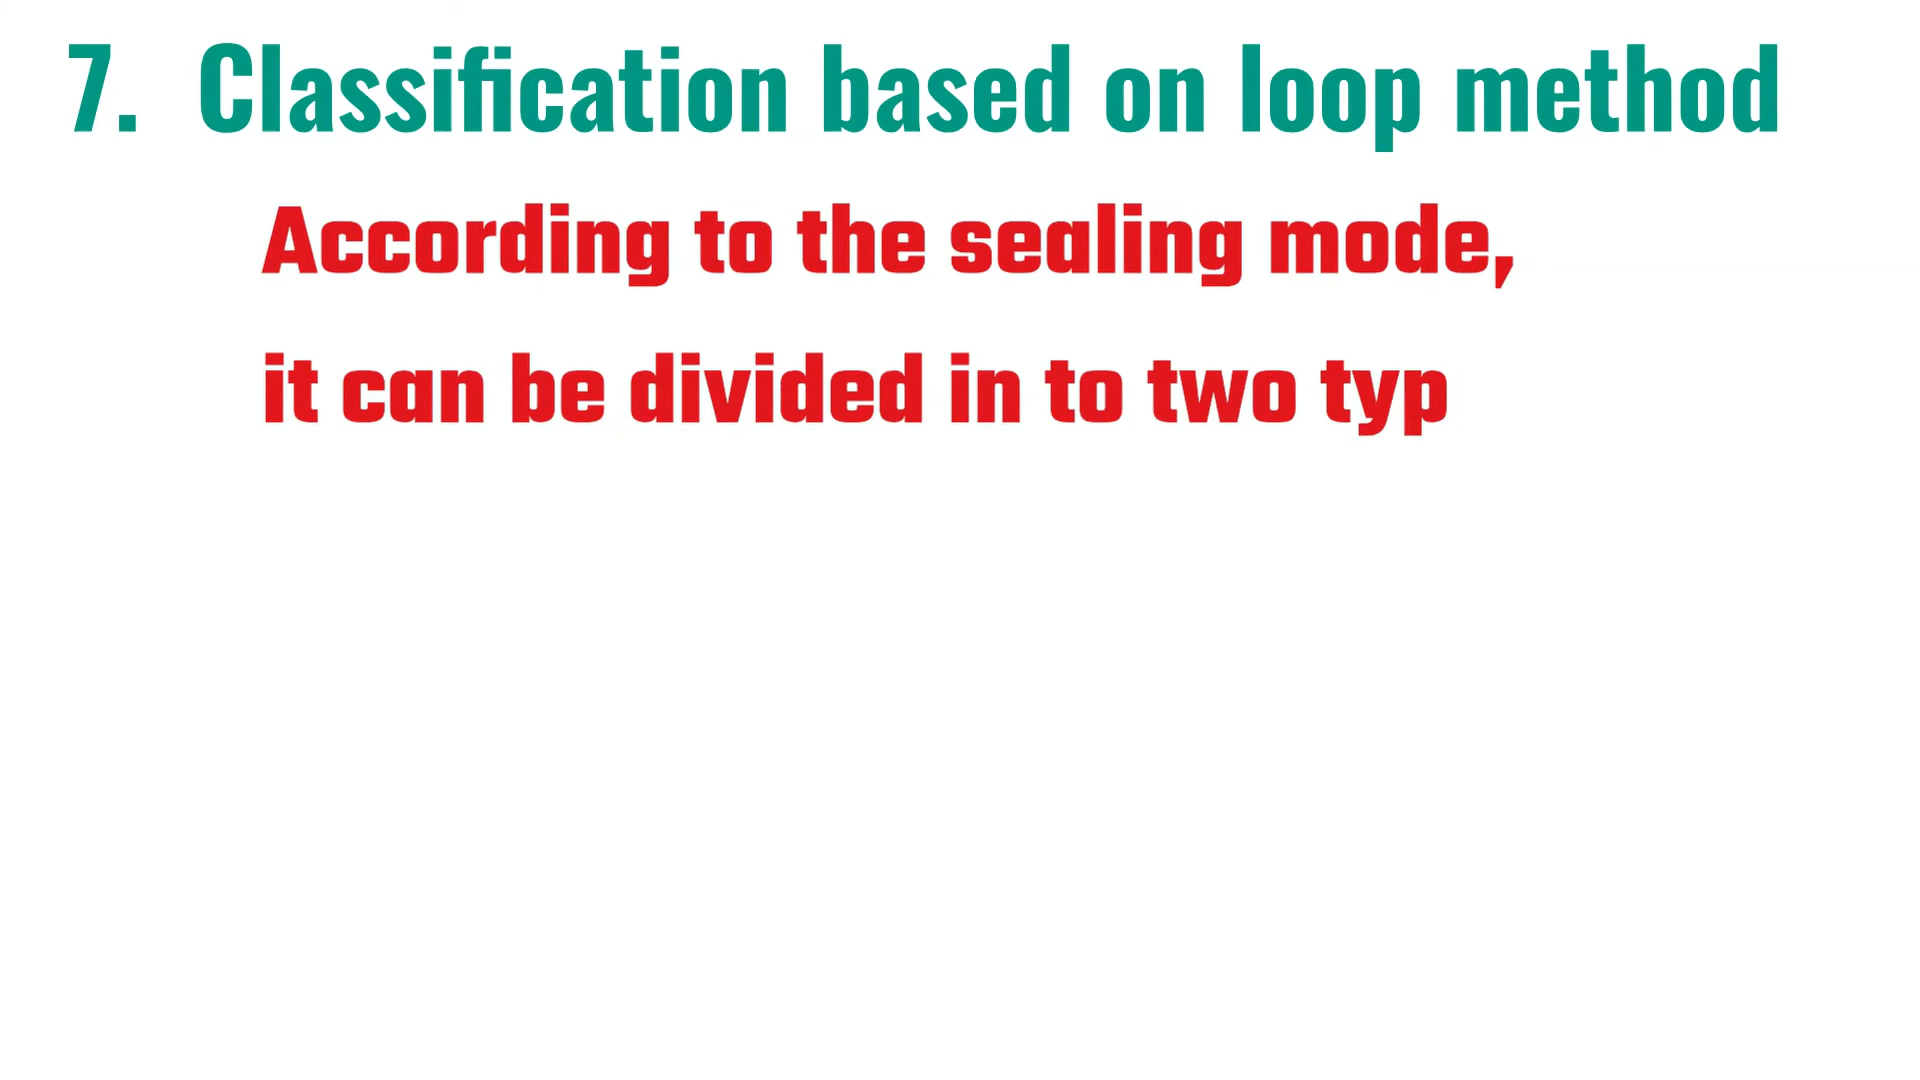 7. Classification based on loop method
According to the sealing mode,
it can be divided in to two typ